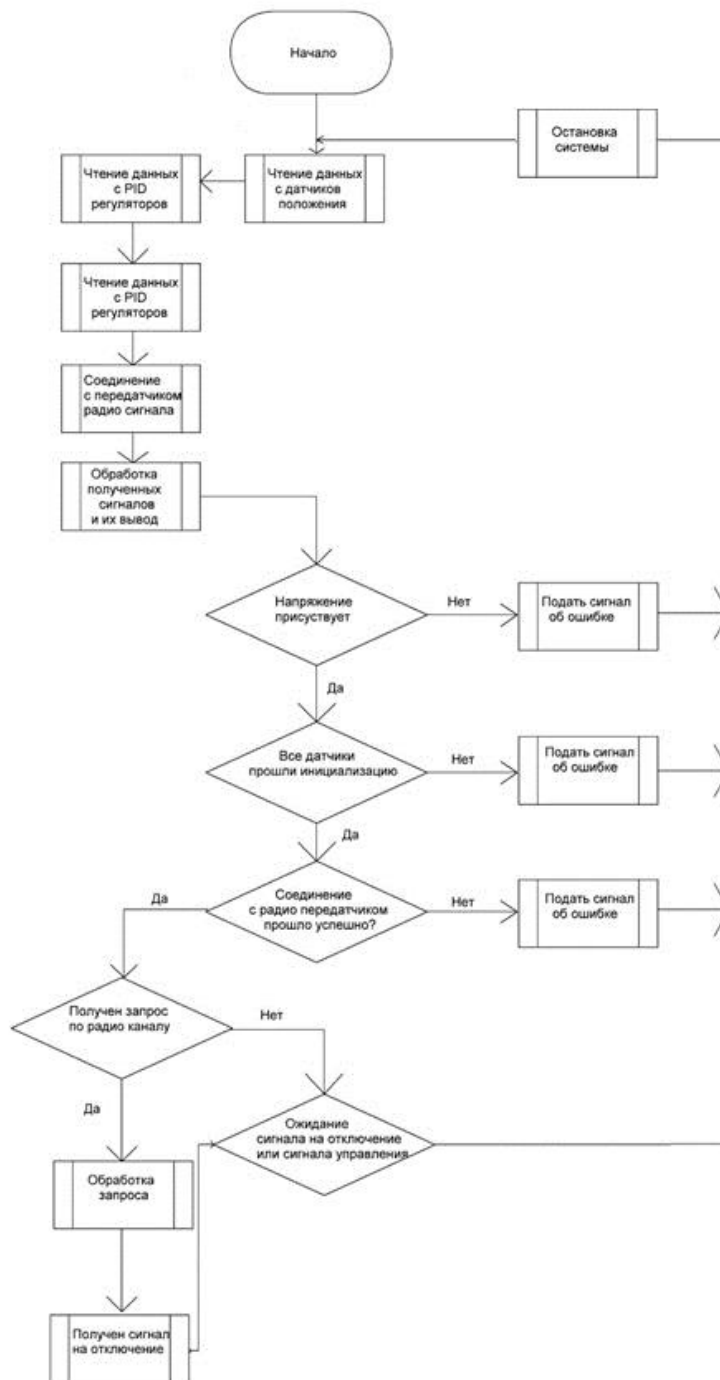 Начало
Остановка
системы
Чтение данных
с PID
регуляторов
Чтение данных
с датчиков
положения
Чтение данных
с PID
регуляторов
Соединение
с передатчиком
радио сигнала
Обработка
полученных
сигналов
и их вывод
Напряжение
присуствует
Нет
Подать сигнал
об ошибке
Да
Все датчики
прошли инициализацию
Нет
Подать сигнал
об ошибке
Да
Соединение
с радио передатчиком
прошло успешно?
Да
Нет
Подать сигнал
об ошибке
Получен запрос
по радио каналу
Нет
Да
Ожидание
сигнала на отключение
или сигнала управления
Обработка
запроса
Получен сигнал
на отключение